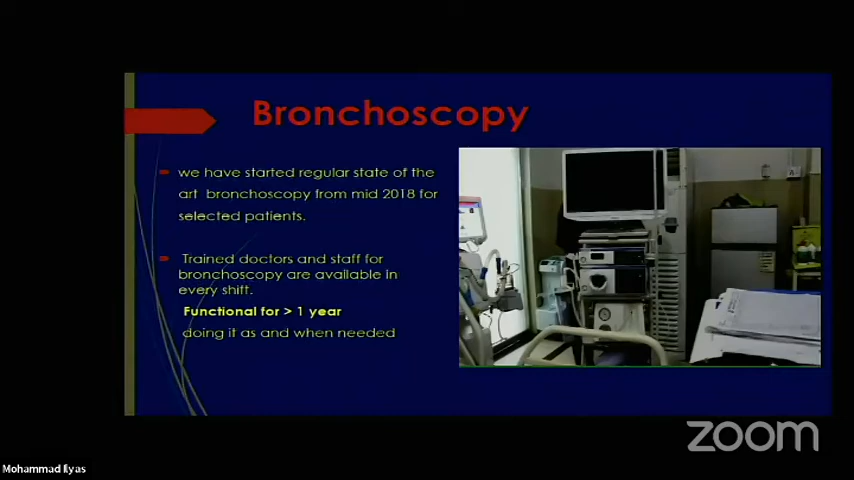 Bronchoscopy
we have started regular state of the
art bronchoscopy from mid 2018 for
selected patients.
Trained doctors and staff for
bronchoscopy are available in
every shift.
Functional for > 1 year
doing it as and when needed
zoom
Mohammad Ilyas